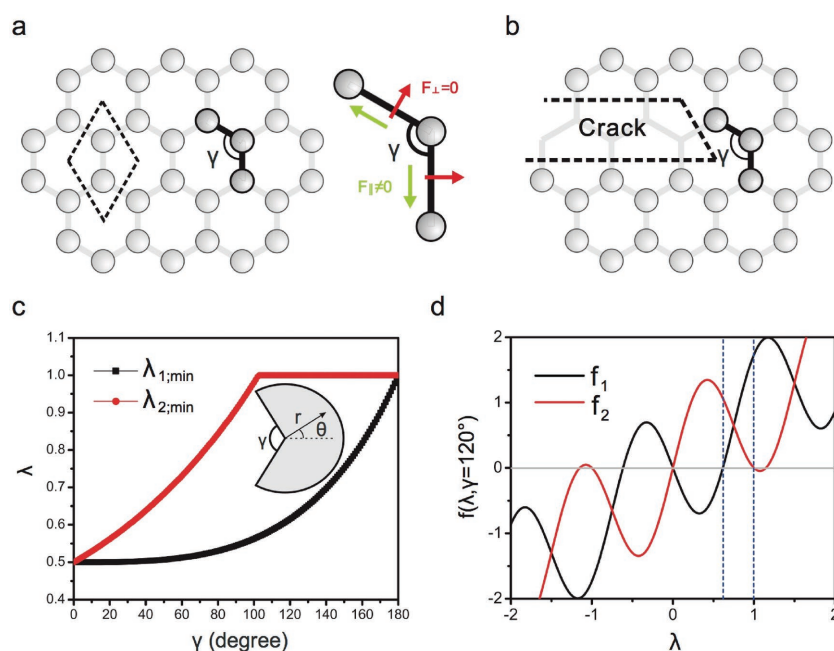 a
b
F⊥=0
γ
γ
F∥≠0
Crack
γ
c
d
1.1
1.0
0.9
0.8
0.7
0.6
0.5
0.4
λ
λ1;min
λ2;min
γ
r
θ
0 20 40 60 80 100 120 140 160 180
γ (degree)
2
1
0
-1
-2
f(λ,γ=120°)
f1
f2
-2 -1 0 1 2
λ